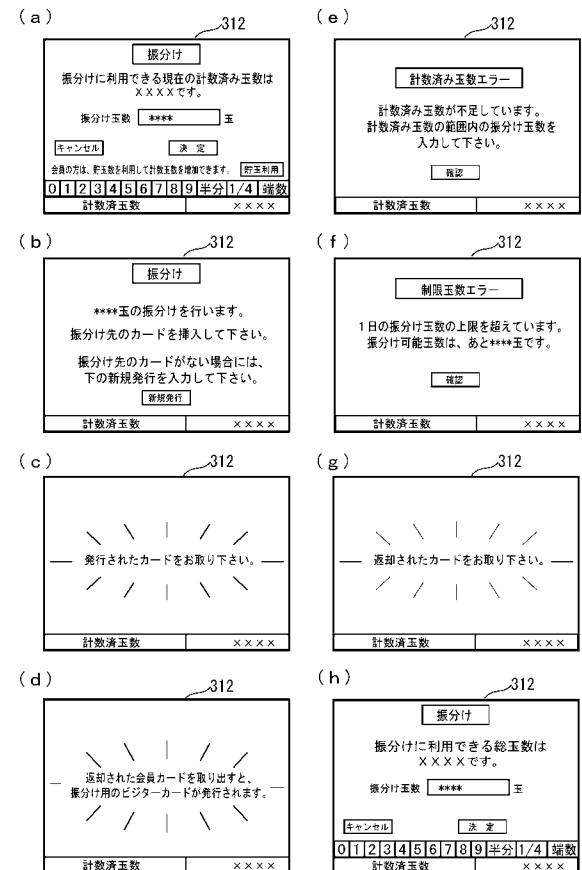 (a)
312
振分け
振分けに利用できる現在の計数済み玉数は
××××です。
振分け玉数 **** 玉
キャンセル 決 定
会員の方は、貯玉数を利用して計数玉数を増加できます。 貯玉利用
0 1 2 3 4 5 6 7 8 9 半分 1/4 端数
計数済玉数 ××××
(b)
312
振分け
****玉の振分けを行います。
振分け先のカードを挿入して下さい。
振分け先のカードがない場合には、
下の新規発行を入力して下さい。
新規発行
計数済玉数 ××××
(c)
312
発行されたカードをお取り下さい。
計数済玉数 ××××
(d)
312
返却された会員カードを取り出すと、
振分け用のビジターカードが発行されます。
計数済玉数 ××××
(e)
312
計数済み玉数エラー
計数済み玉数が不足しています。
計数済み玉数の範囲内の振分け玉数を
入力して下さい。
確認
計数済玉数 ××××
(f)
312
制限玉数エラー
1日の振分け玉数の上限を超えています。
振分け可能玉数は、あと****玉です。
確認
計数済玉数 ××××
(g)
312
返却されたカードをお取り下さい。
計数済玉数 ××××
(h)
312
振分け
振分けに利用できる総玉数は
××××です。
振分け玉数 **** 玉
キャンセル 決 定
0 1 2 3 4 5 6 7 8 9 半分 1/4 端数
計数済玉数 ××××